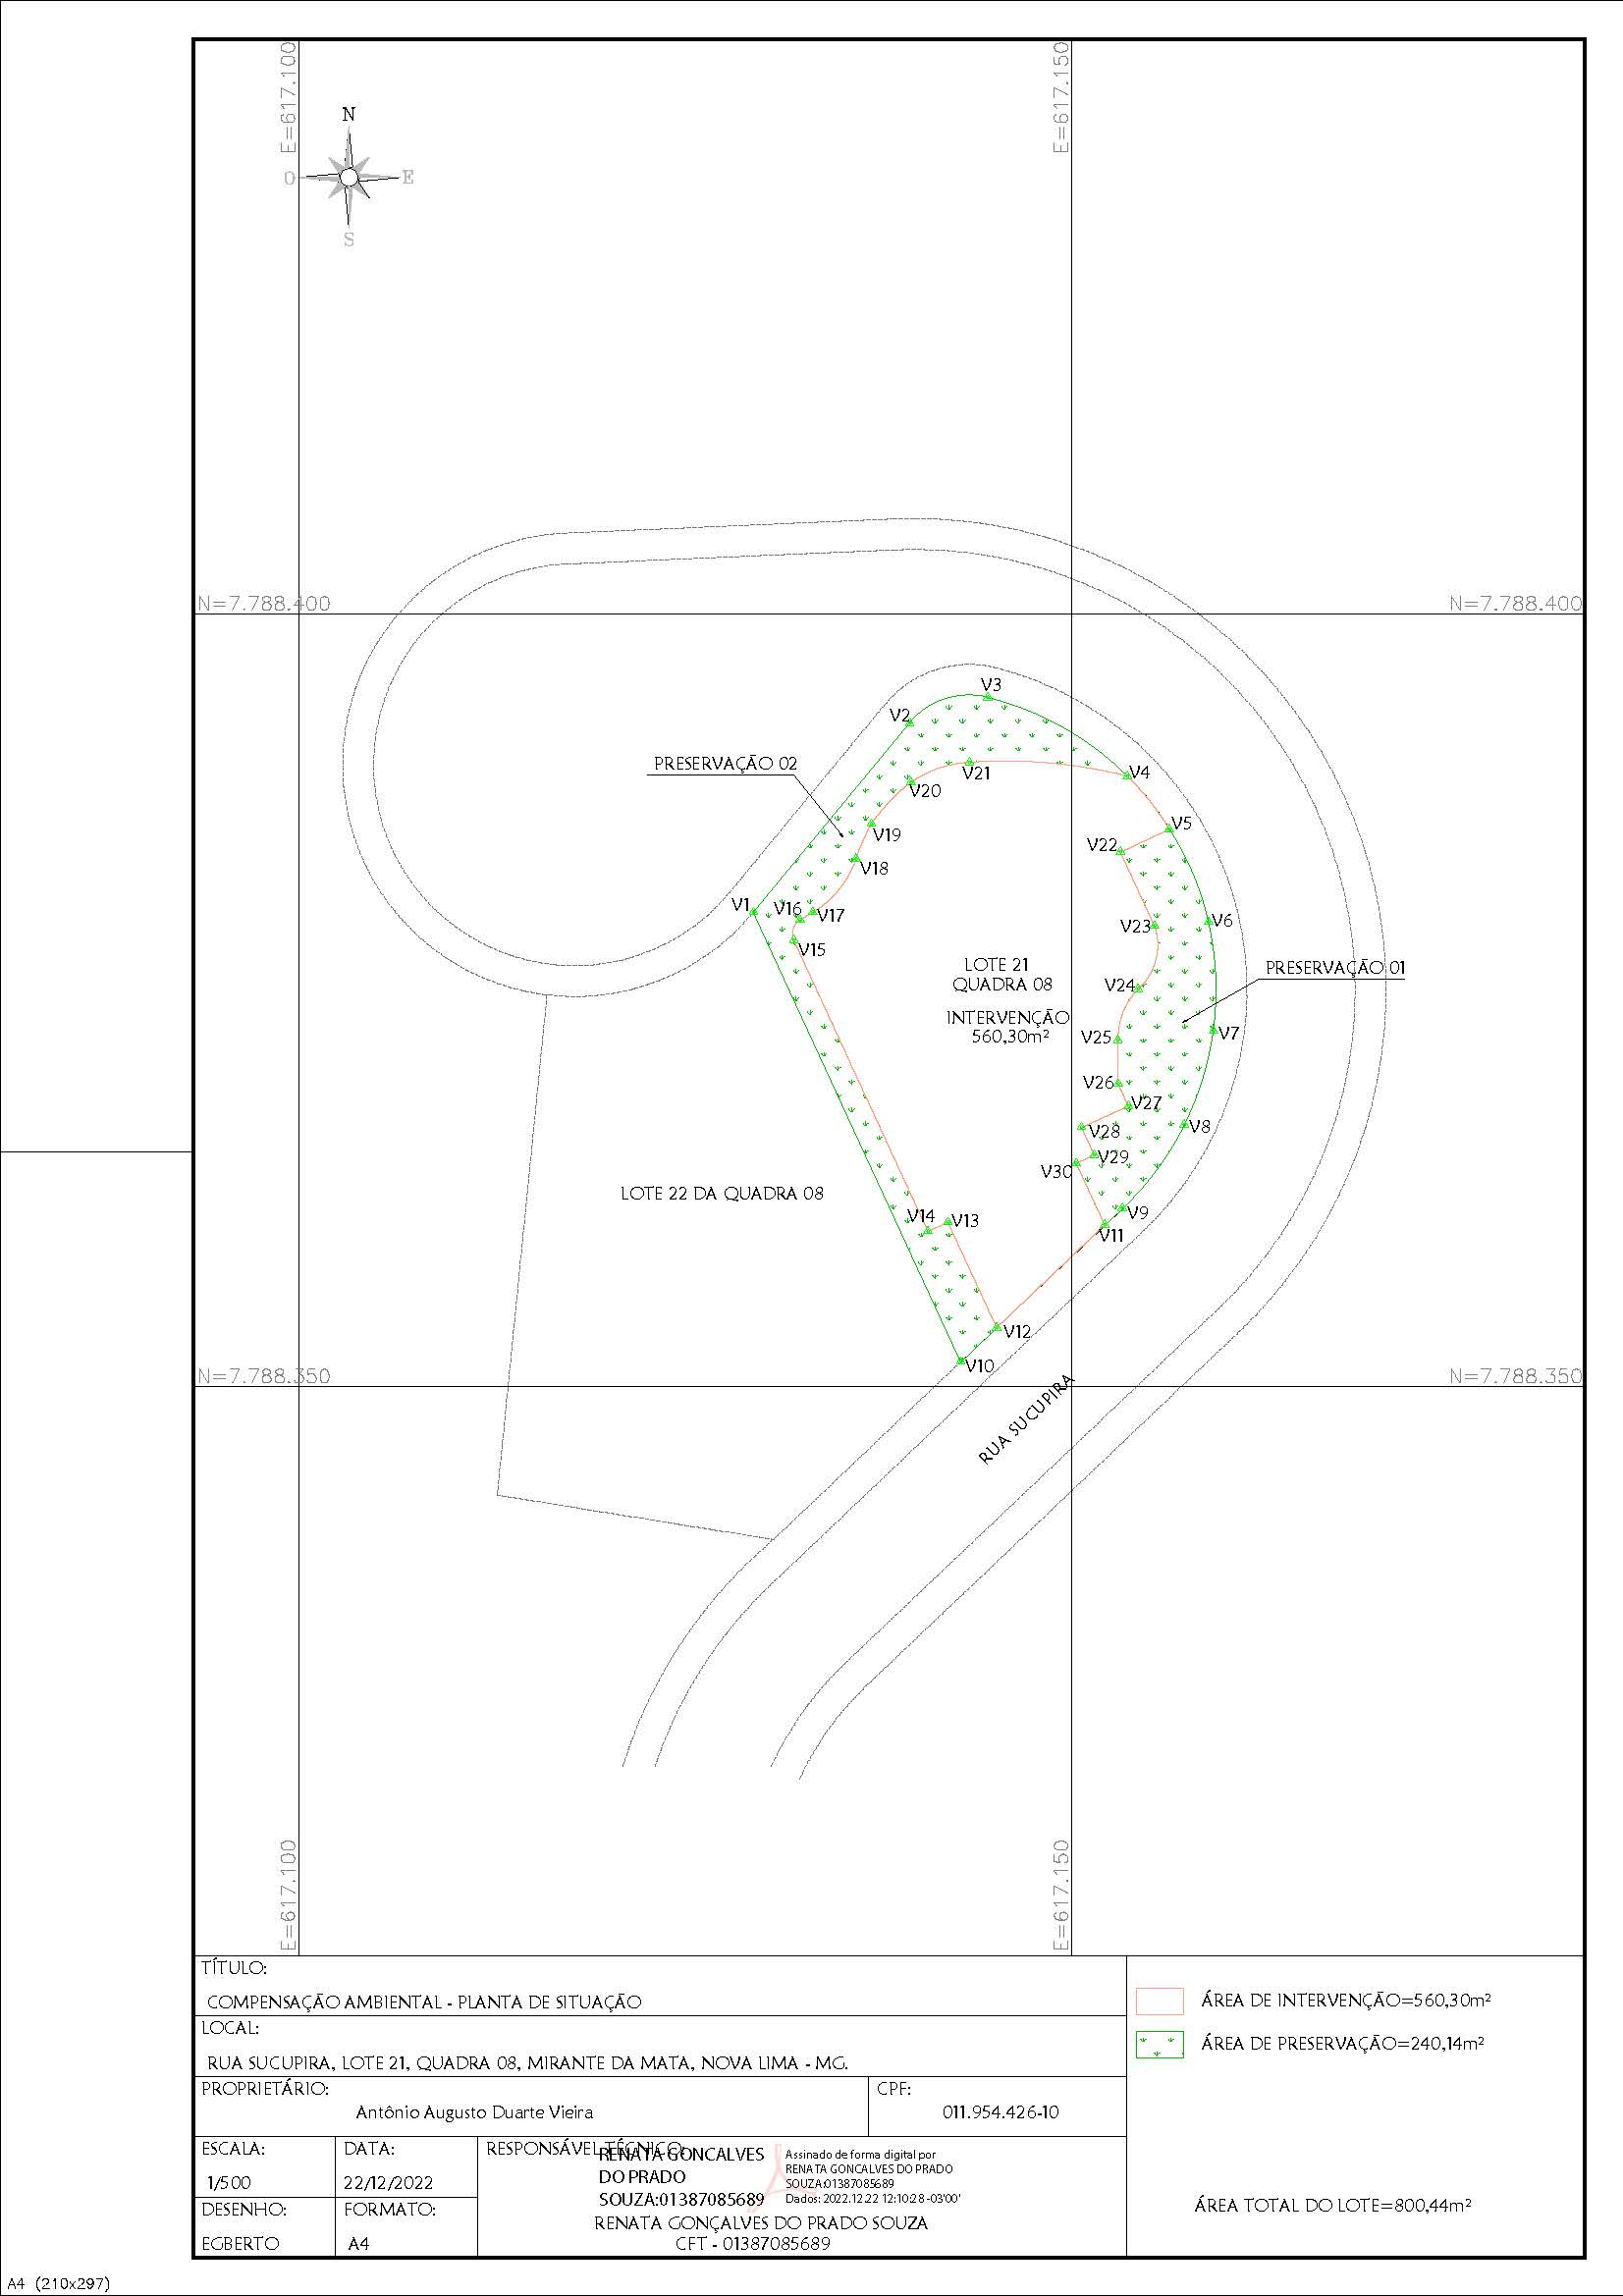 E=617.100
E=617.150
N
O
E
S
N=7.788.400
N=7.788.400
V3
V2
PRESERVAÇÃO 02
V21
V4
V20
V5
V19
V22
V18
V1
V16
V17
V6
V23
V15
LOTE 21
QUADRA 08
PRESERVAÇÃO 01
V24
INTERVENÇÃO
560,30m²
V7
V25
V26
V27
V8
V28
V29
V30
LOTE 22 DA QUADRA 08
V14
V13
V9
V11
V12
V10
N=7.788.350
N=7.788.350
RUA SUCUPIRA
E=617.100
E=617.150
TÍTULO:
COMPENSAÇÃO AMBIENTAL - PLANTA DE SITUAÇÃO
LOCAL:
RUA SUCUPIRA, LOTE 21, QUADRA 08, MIRANTE DA MATA, NOVA LIMA - MG.
PROPRIETÁRIO:
Antônio Augusto Duarte Vieira
CPF:
011.954.426-10
ESCALA:
1/500
DATA:
22/12/2022
DESENHO:
EGBERTO
FORMATO:
A4
RESPONSÁVEL TÉCNICO:
RENATA GONCALVES
DO PRADO
SOUZA:01387085689
Assinado de forma digital por
RENATA GONCALVES DO PRADO
SOUZA:01387085689
Dados: 2022.12.22 12:10:28 -03'00'
RENATA GONÇALVES DO PRADO SOUZA
CFT - 01387085689
ÁREA DE INTERVENÇÃO=560,30m²
ÁREA DE PRESERVAÇÃO=240,14m²
ÁREA TOTAL DO LOTE=800,44m²
A4 (210x297)